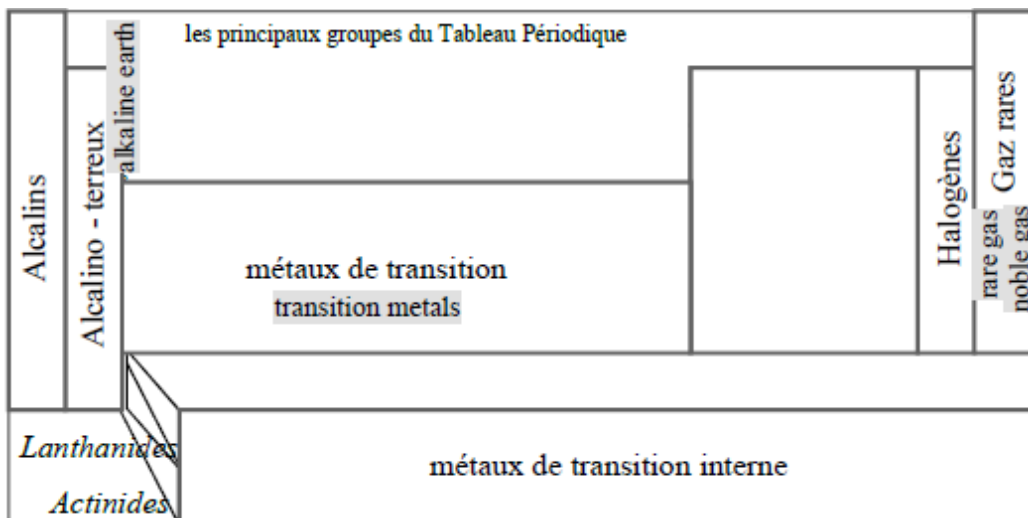 les principaux groupes du Tableau Périodique
Alcalins
Alcalino - terreux
alkaline earth
métaux de transition
transition metals
Halogènes
Gaz rares
rare gas
noble gas
Lanthanides
Actinides
métaux de transition interne